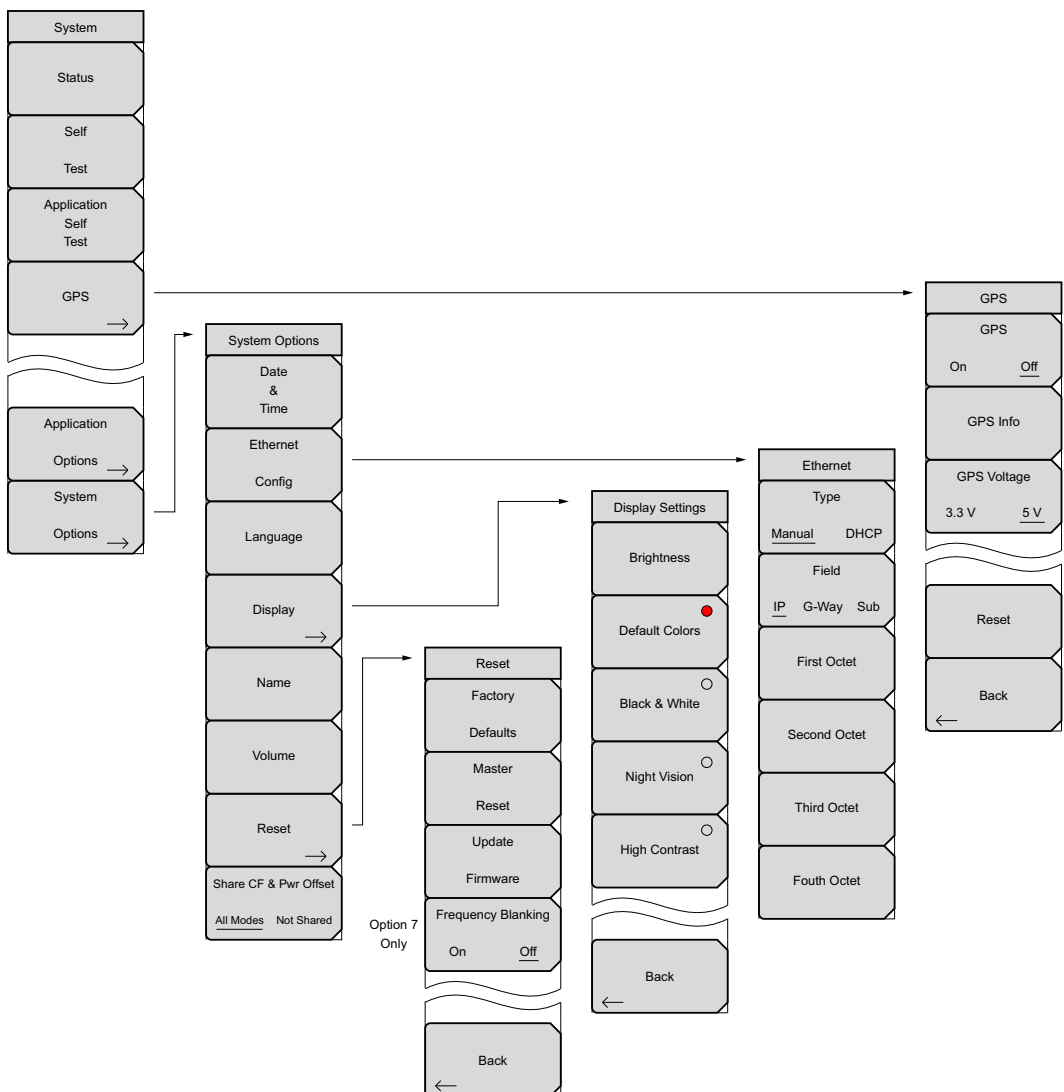 System
Status
Self
Test
Application
Self
Test
GPS
Application
Options
System
Options
System Options
Date
&
Time
Ethernet
Config
Language
Display
Name
Volume
Reset
Share CF & Pwr Offset
All Modes Not Shared
Option 7
Only
Reset
Factory
Defaults
Master
Reset
Update
Firmware
Frequency Blanking
On Off
Back
Display Settings
Brightness
Default Colors
Black & White
Night Vision
High Contrast
Back
Ethernet
Type
Manual DHCP
Field
IP G-Way Sub
First Octet
Second Octet
Third Octet
Fouth Octet
GPS
GPS
On Off
GPS Info
GPS Voltage
3.3 V 5 V
Reset
Back